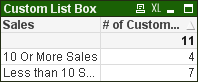 Custom List Box XL
Sales # of Custom...
11
10 Or More Sales 4
Less than 10 S... 7